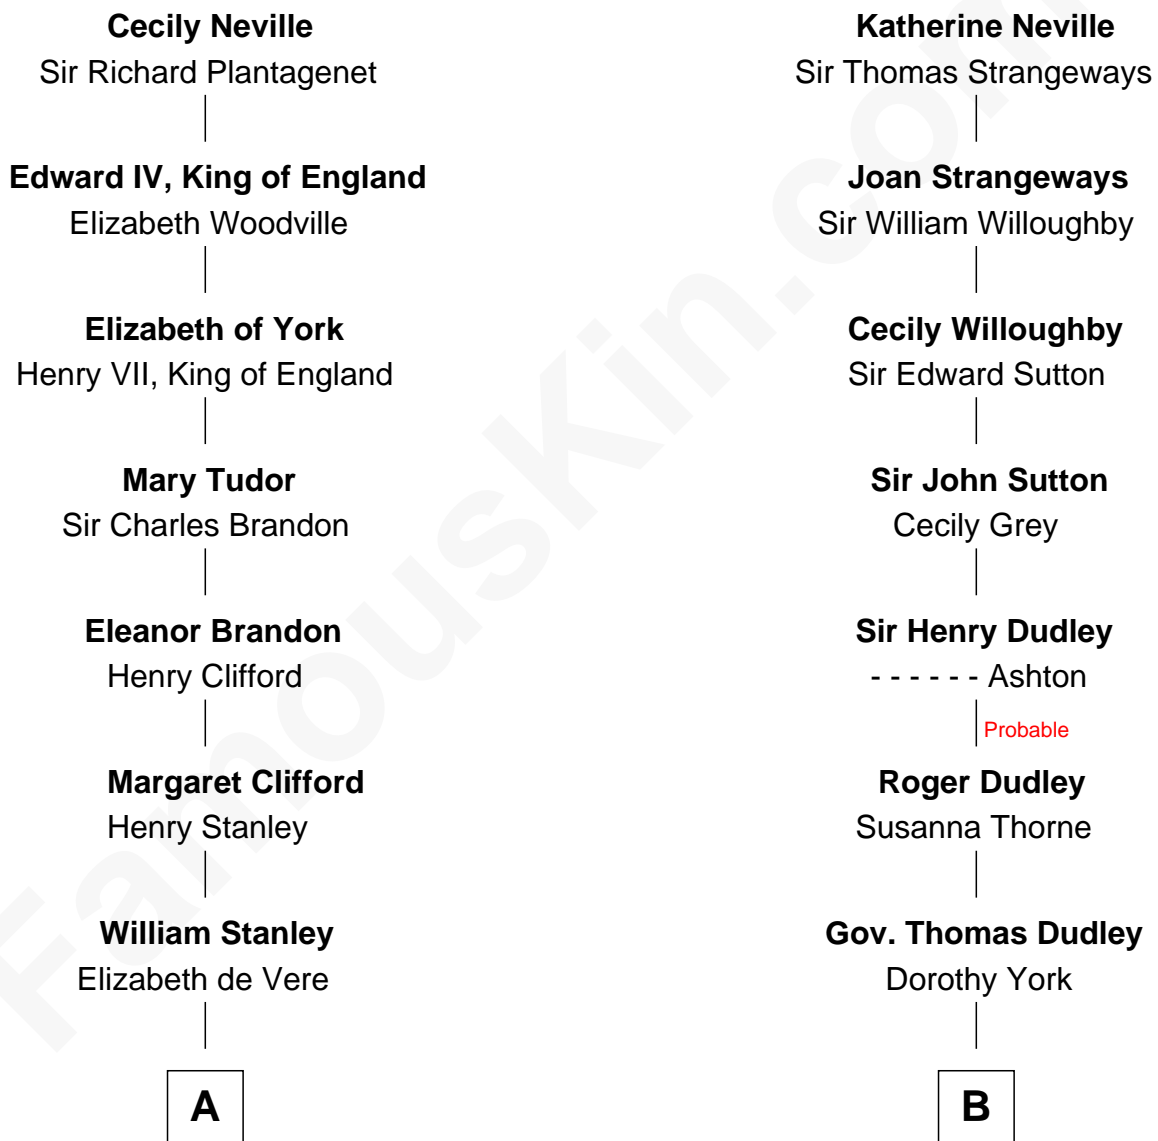 Cecily Neville
Sir Richard Plantagenet
Edward IV, King of England
Elizabeth Woodville
Elizabeth of York
Henry VII, King of England
Mary Tudor
Sir Charles Brandon
Eleanor Brandon
Henry Clifford
Margaret Clifford
Henry Stanley
William Stanley
Elizabeth de Vere
A
Katherine Neville
Sir Thomas Strangeways
Joan Strangeways
Sir William Willoughby
Cecily Willoughby
Sir Edward Sutton
Sir John Sutton
Cecily Grey
Sir Henry Dudley
- - - - - - Ashton
Probable
Roger Dudley
Susanna Thorne
Gov. Thomas Dudley
Dorothy York
B
FamousKin.com